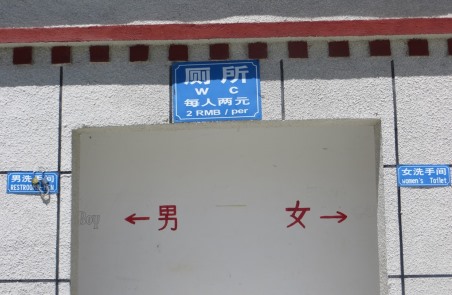 厕所
W C
每人两元
2 RMB / per
男洗手间
女洗手间
Women's Toilet
Boy
←男
女→